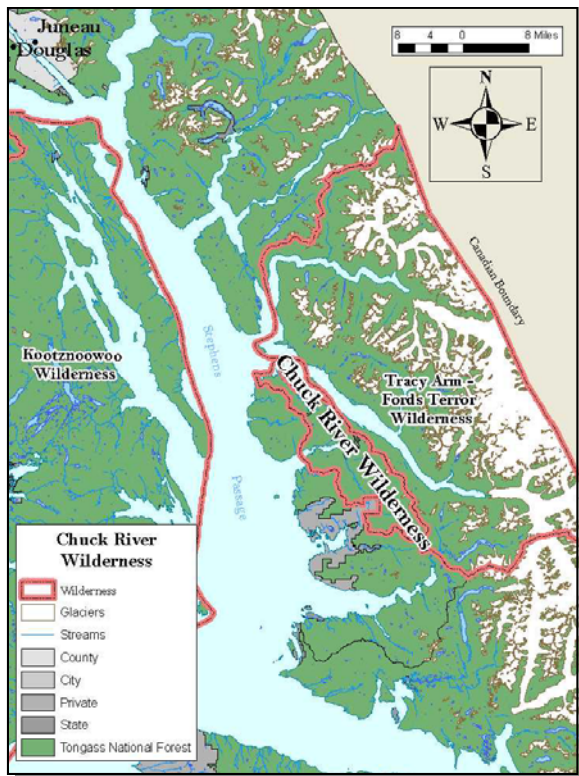 Juneau
Douglas
8 4 0 8 Miles
N
W E
S
Canadian Boundary
Stephens
Passage
Kootznoowoo
Wilderness
Tracy Arm -
Fords Terror
Wilderness
Chuck River Wilderness
Chuck River
Wilderness
Wilderness
Glaciers
Streams
County
City
Private
State
Tongass National Forest